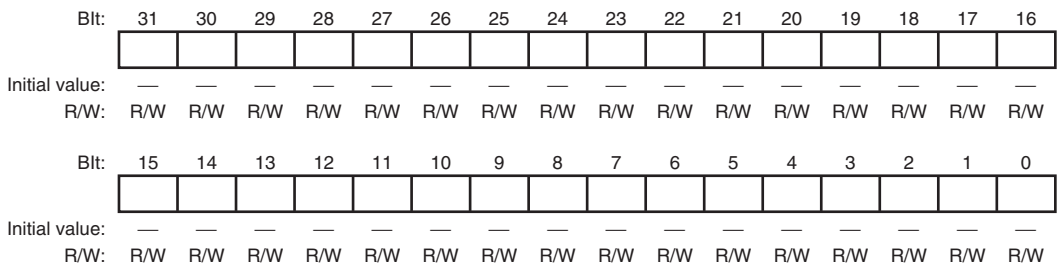 BIt: 31 30 29 28 27 26 25 24 23 22 21 20 19 18 17 16
Initial value: — — — — — — — — — — — — — — — —
R/W: R/W R/W R/W R/W R/W R/W R/W R/W R/W R/W R/W R/W R/W R/W R/W R/W
BIt: 15 14 13 12 11 10 9 8 7 6 5 4 3 2 1 0
Initial value: — — — — — — — — — — — — — — — —
R/W: R/W R/W R/W R/W R/W R/W R/W R/W R/W R/W R/W R/W R/W R/W R/W R/W